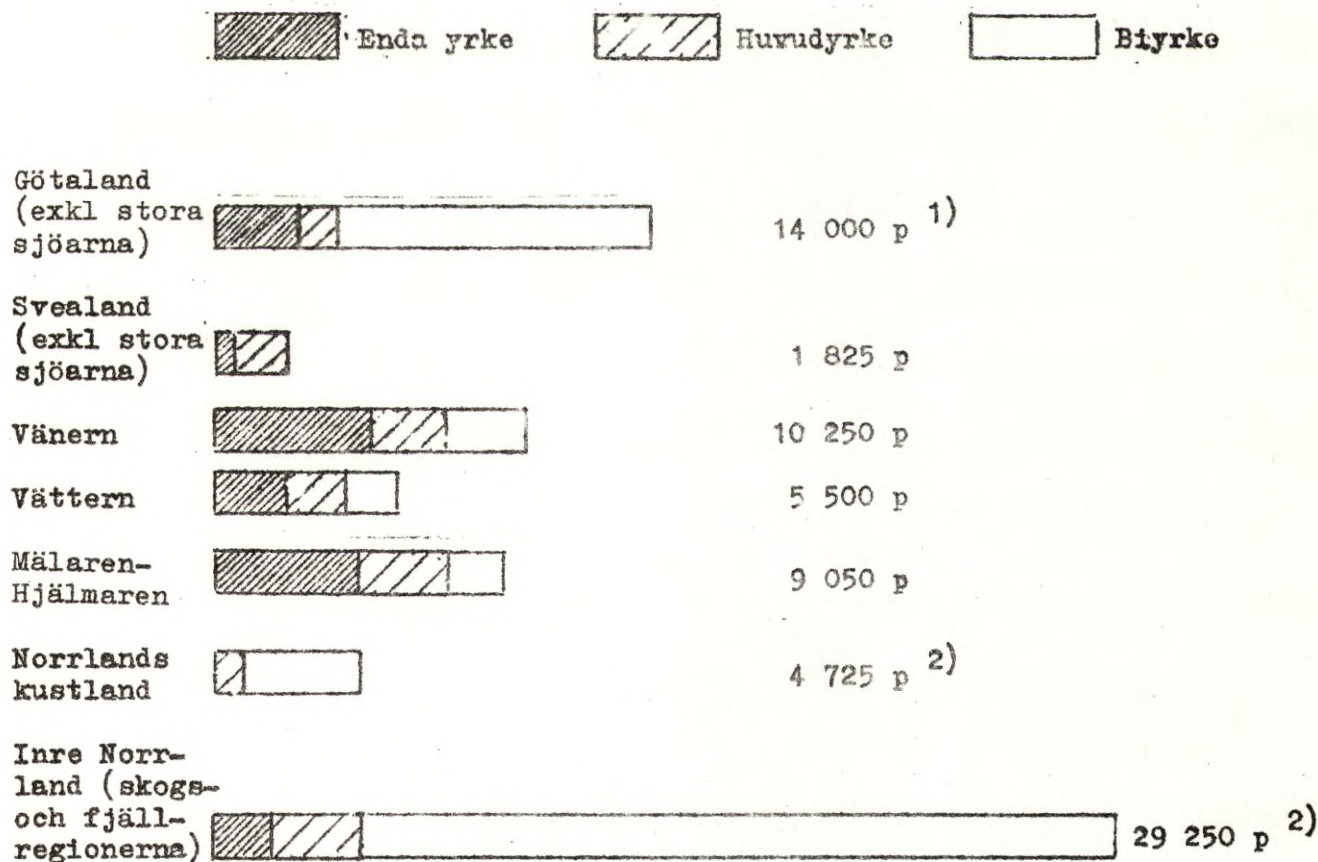 Enda yrke Huvudyrke Biyrke
Götaland
(exkl stora
sjöarna)
14 000 p 1)
Svealand
(exkl stora
sjöarna)
1 825 p
Vänern
10 250 p
Vättern
5 500 p
Mälaren-
Hjälmaren
9 050 p
Norrlands
kustland
4 725 p 2)
Inre Norr-
land (skogs-
och fjäll-
regionerna)
29 250 p 2)